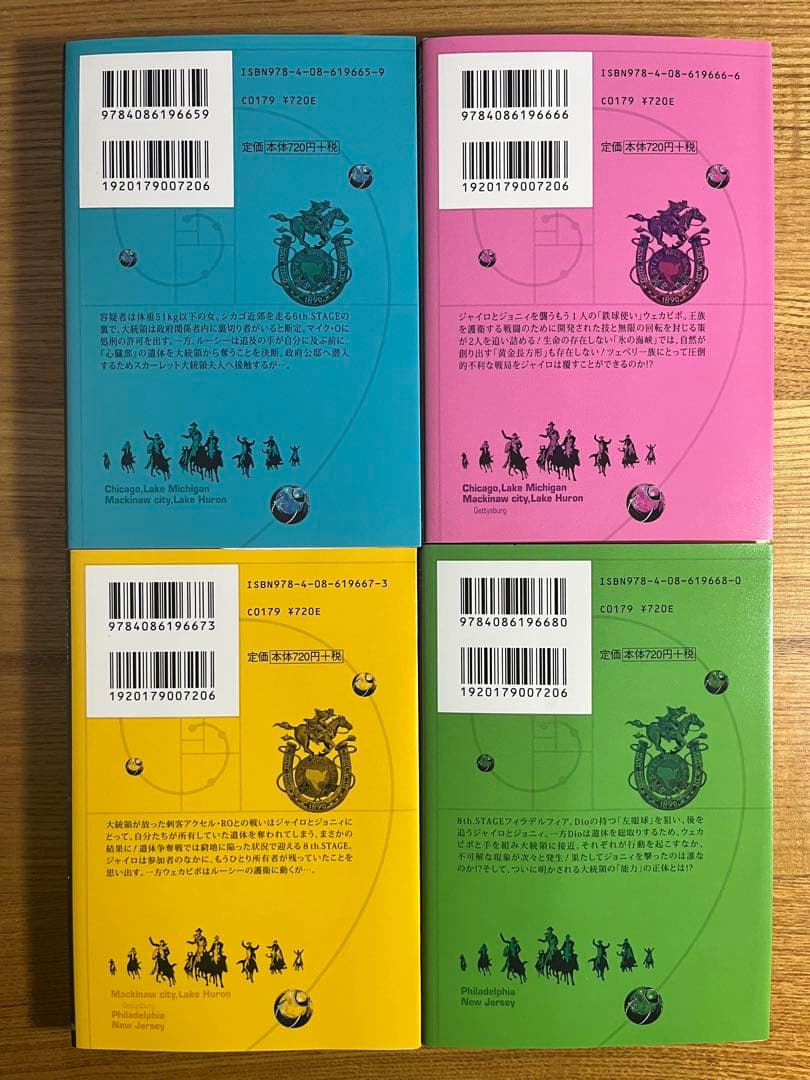 ISBN978-4-08-619665-9
C0179 ¥720E
9784086196659
定価 本体720円+税
1920179007206
1890
容疑者は体重51kg以下の女。シカゴ近郊を走る6th.STAGEの
裏で、大統領は政府関係者内に裏切り者がいると断定。マイク・Oに
処刑の許可を出す。一方、ルーシーは追及の手が自分に及ぶ前に、
『心臓部』の遺体を大統領から奪うことを決断。政府公邸へ潜入
するためスカーレット大統領夫人へ接触するが…。
Chicago,Lake Michigan
Mackinaw city,Lake Huron
ISBN978-4-08-619666-6
C0179 ¥720E
9784086196666
定価 本体720円+税
1920179007206
1890
ジャイロとジョニィを襲うもう1人の「鉄球使い」ウェカピポ。王族
を護衛する戦闘のために開発された技と無限の回転を封じる策
が2人を追い詰める!生命の存在しない「氷の海峡」では、自然が
創り出す「黄金長方形」も存在しない!ツェペリ一族にとって圧倒
的不利な戦局をジャイロは覆すことができるのか!?
Chicago,Lake Michigan
Mackinaw city,Lake Huron
Gettysburg
ISBN978-4-08-619667-3
C0179 ¥720E
9784086196673
定価 本体720円+税
1920179007206
1890
大統領が放った刺客アクセル・ROとの戦いはジャイロとジョニィに
とって、自分たちが所有していた遺体を奪われてしまう、まさかの
結果に!遺体争奪戦では窮地に陥った状況で迎える8th.STAGE。
ジャイロは参加者のなかに、もうひとり所有者が残っていたことを
思い出す。一方ウェカピポはルーシーの護衛に動くが…。
Mackinaw city,Lake Huron
Gettysburg
Philadelphia
New Jersey
ISBN978-4-08-619668-0
C0179 ¥720E
9784086196680
定価 本体720円+税
1920179007206
1890
8th.STAGEフィラデルフィア。Dioの持つ「左眼球」を狙い、後を
追うジャイロとジョニィ。一方Dioは遺体を総取りするため、ウェカ
ピポと手を組み大統領に接近。それぞれが行動を起こすなか、
不可解な現象が次々と発生!果たしてジョニィを撃ったのは誰な
のか!?そして、ついに明かされる大統領の「能力」の正体とは!?
Philadelphia
New Jersey